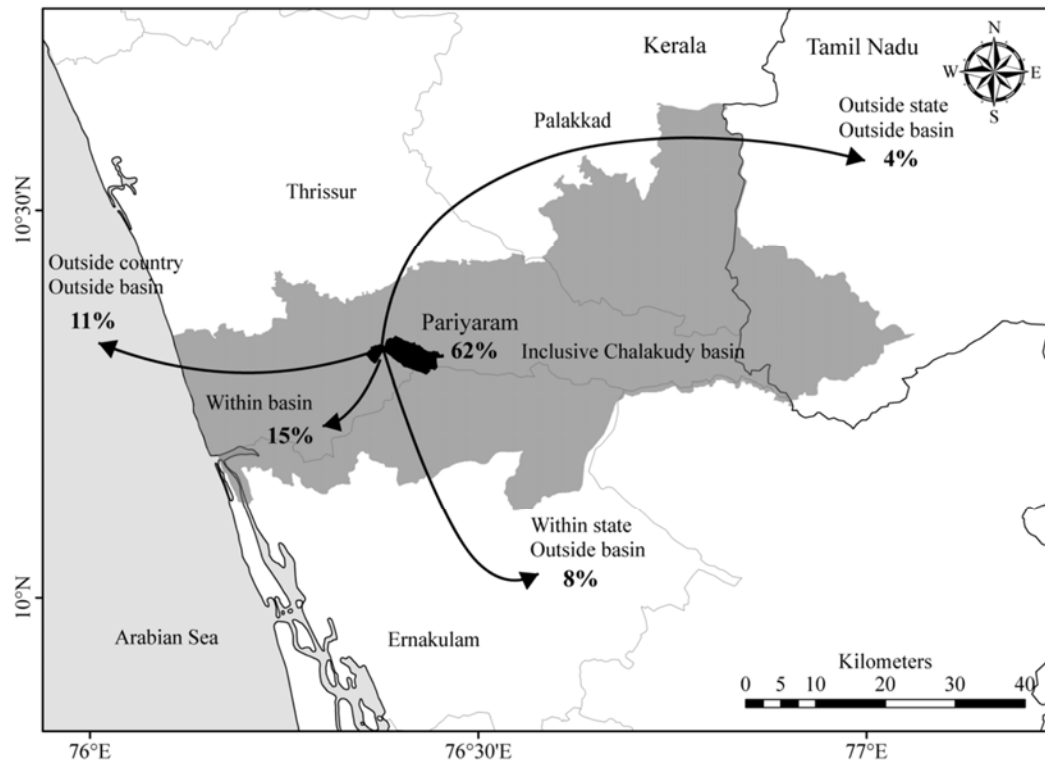 Kerala
Tamil Nadu
N
W
E
S
Outside state
Outside basin
4%
Palakkad
Thrissur
10°30'N
Outside country
Outside basin
11%
Pariyaram
62%
Inclusive Chalakudy basin
Within basin
15%
Within state
Outside basin
8%
10°N
Arabian Sea
Ernakulam
Kilometers
0 5 10 20 30 40
76°E
76°30'E
77°E